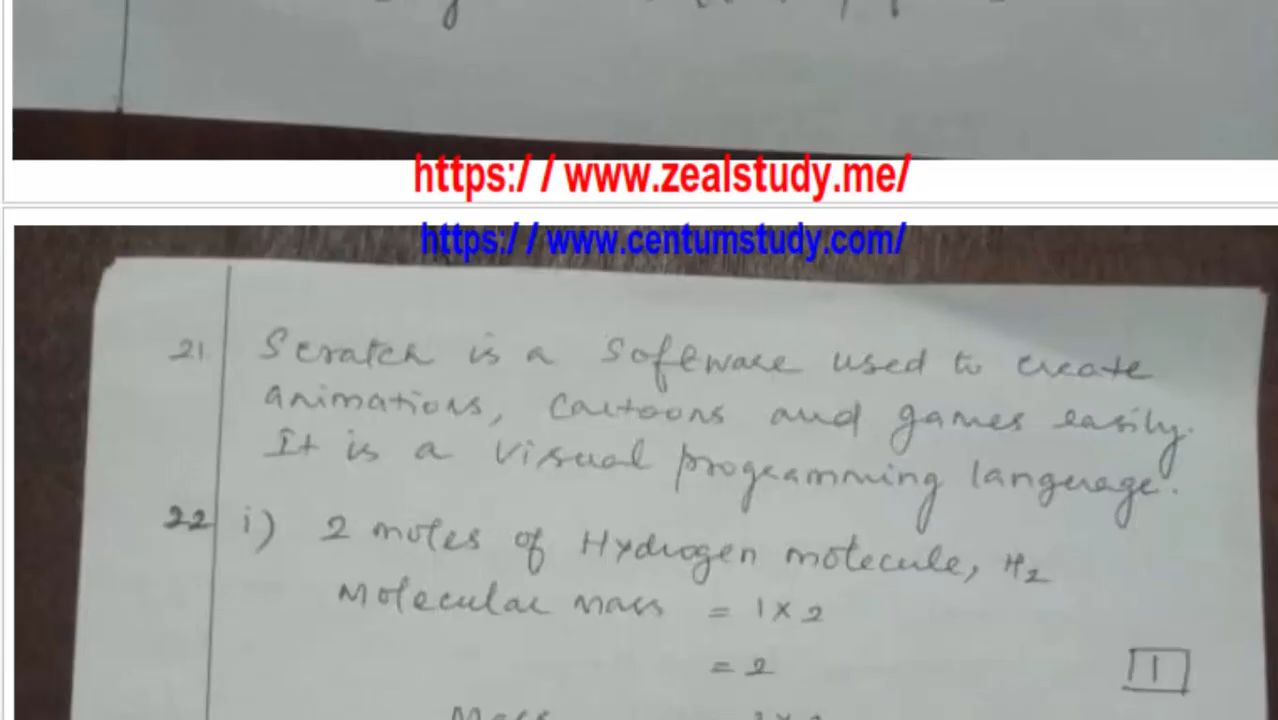 https:/ / www.zealstudy.me/
https:/ / www.centumstudy.com/
21. Scratch is a software used to create
animations, cartoons and games easily.
It is a visual programming language.
22 i) 2 moles of Hydrogen molecule, H₂
Molecular mass = 1 x 2
= 2
1
Mass